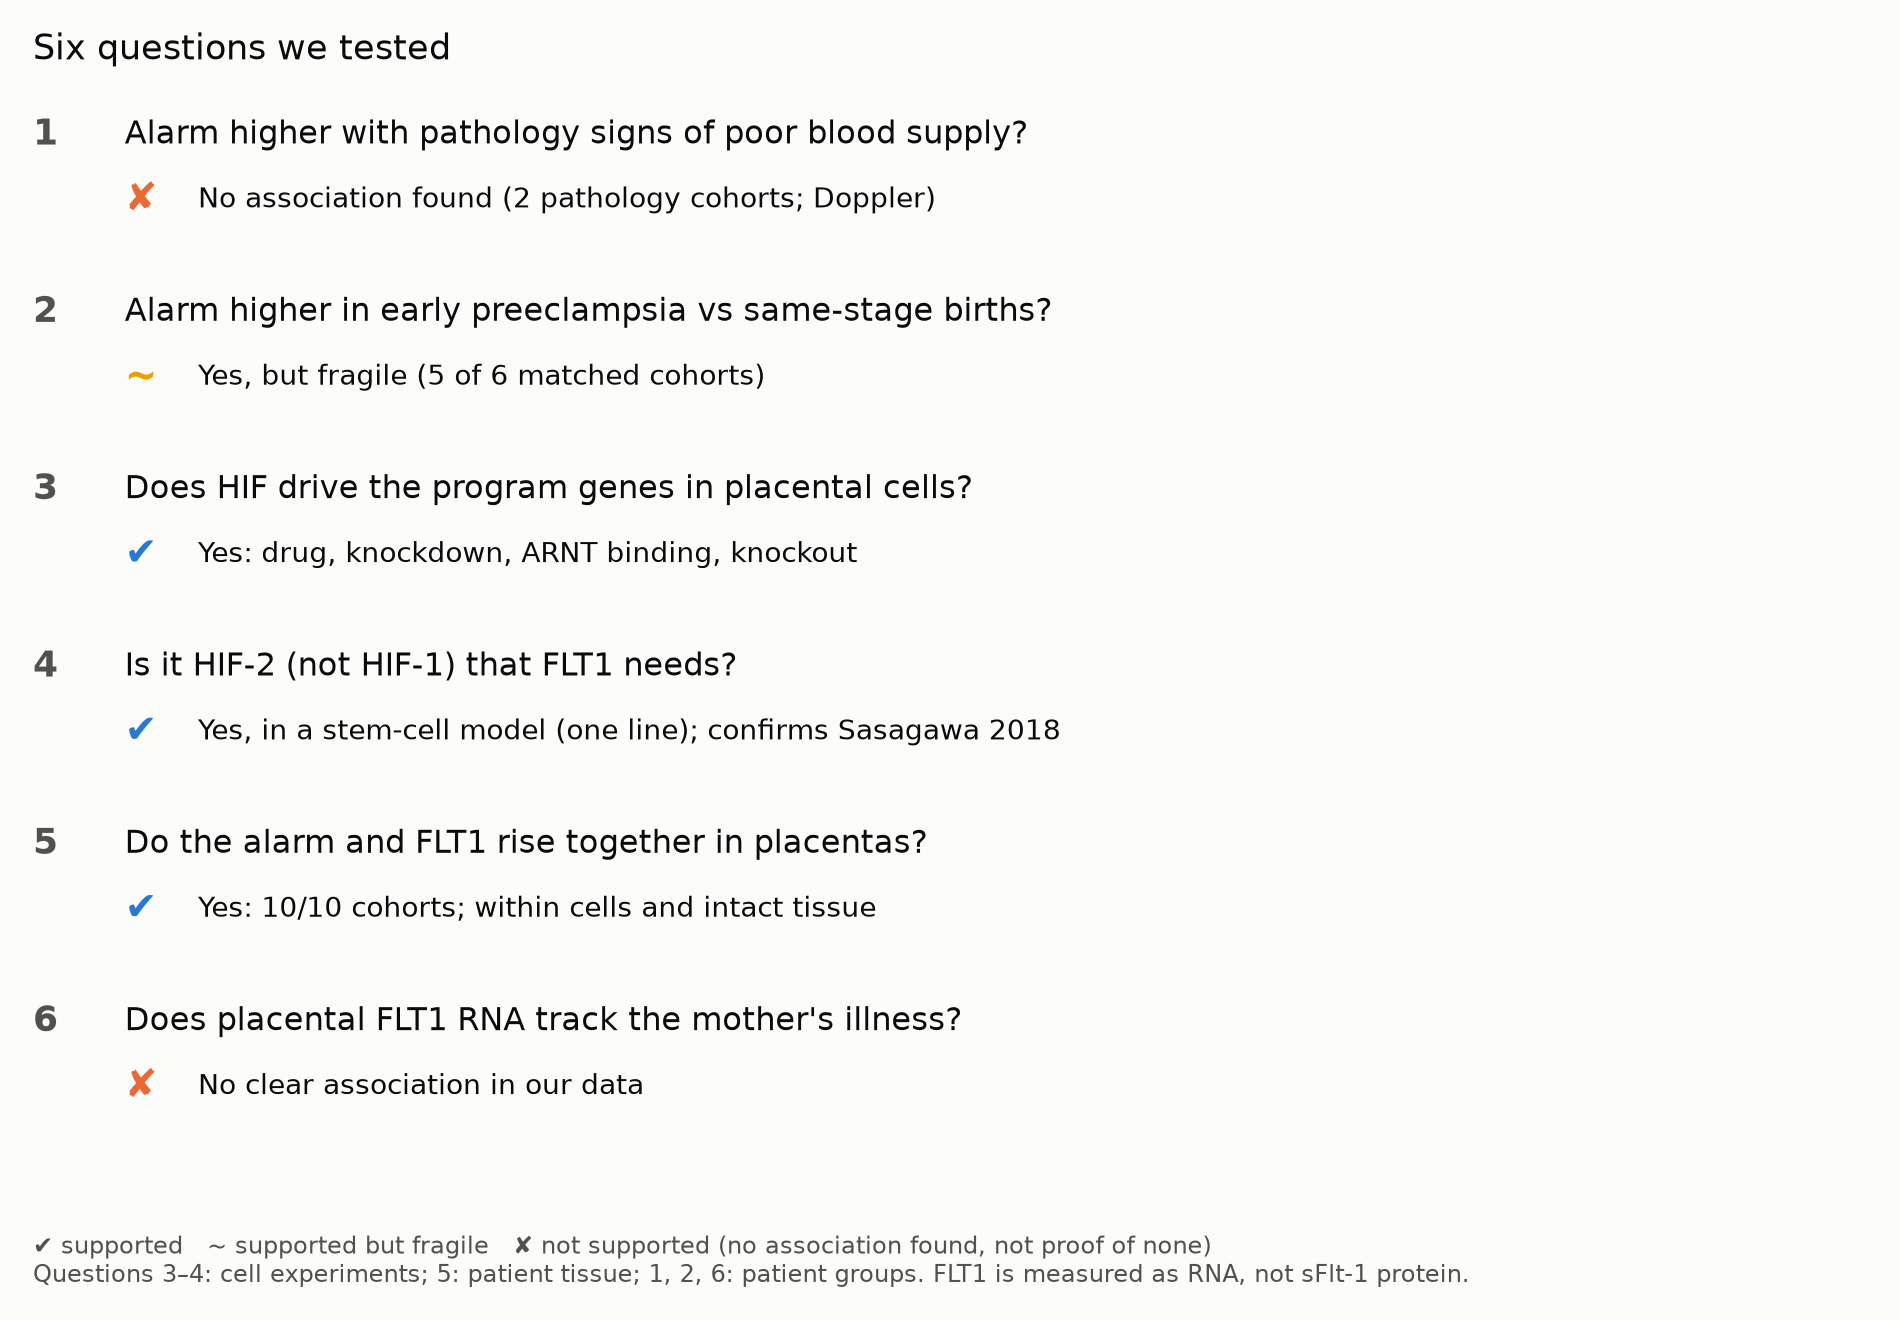 Six questions we tested
1 Alarm higher with pathology signs of poor blood supply?
✘ No association found (2 pathology cohorts; Doppler)
2 Alarm higher in early preeclampsia vs same-stage births?
~ Yes, but fragile (5 of 6 matched cohorts)
3 Does HIF drive the program genes in placental cells?
✔ Yes: drug, knockdown, ARNT binding, knockout
4 Is it HIF-2 (not HIF-1) that FLT1 needs?
✔ Yes, in a stem-cell model (one line); confirms Sasagawa 2018
5 Do the alarm and FLT1 rise together in placentas?
✔ Yes: 10/10 cohorts; within cells and intact tissue
6 Does placental FLT1 RNA track the mother's illness?
✘ No clear association in our data
✔ supported ~ supported but fragile ✘ not supported (no association found, not proof of none)
Questions 3–4: cell experiments; 5: patient tissue; 1, 2, 6: patient groups. FLT1 is measured as RNA, not sFlt-1 protein.